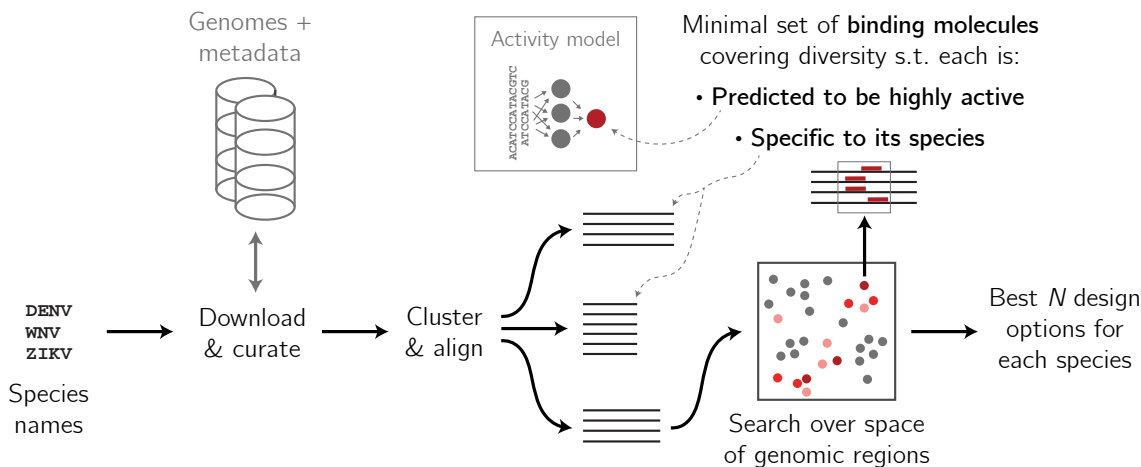 Genomes +
metadata
Activity model
ACATCCATACGTC
ATCCATACG
Minimal set of binding molecules
covering diversity s.t. each is:
• Predicted to be highly active
• Specific to its species
DENV
WNV
ZIKV
Species
names
Download
& curate
Cluster
& align
Search over space
of genomic regions
Best N design
options for
each species